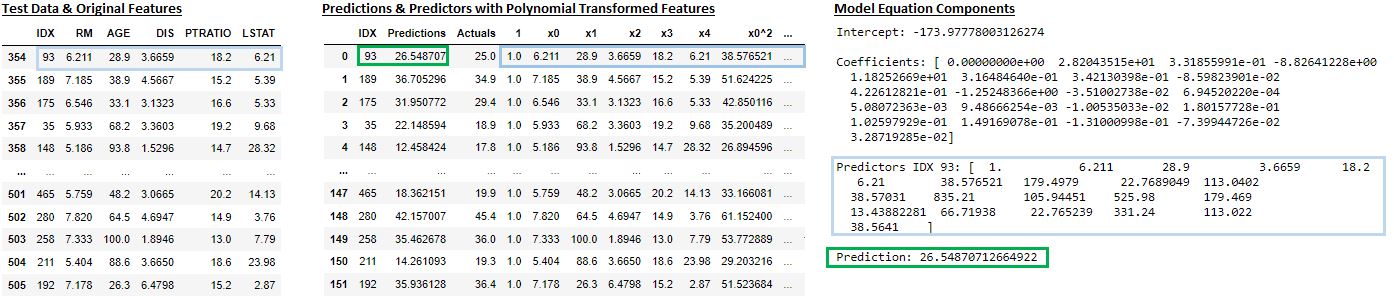 Test Data & Original Features
IDX RM AGE DIS PTRATIO LSTAT
354 93 6.211 28.9 3.6659 18.2 6.21
355 189 7.185 38.9 4.5667 15.2 5.39
356 175 6.546 33.1 3.1323 16.6 5.33
357 35 5.933 68.2 3.3603 19.2 9.68
358 148 5.186 93.8 1.5296 14.7 28.32
... ... ... ... ... ... ...
501 465 5.759 48.2 3.0665 20.2 14.13
502 280 7.820 64.5 4.6947 14.9 3.76
503 258 7.333 100.0 1.8946 13.0 7.79
504 211 5.404 88.6 3.6650 18.6 23.98
505 192 7.178 26.3 6.4798 15.2 2.87
Predictions & Predictors with Polynomial Transformed Features
IDX Predictions Actuals 1 x0 x1 x2 x3 x4 x0^2 ...
0 93 26.548707 25.0 1.0 6.211 28.9 3.6659 18.2 6.21 38.576521 ...
1 189 36.705296 34.9 1.0 7.185 38.9 4.5667 15.2 5.39 51.624225 ...
2 175 31.950772 29.4 1.0 6.546 33.1 3.1323 16.6 5.33 42.850116 ...
3 35 22.148594 18.9 1.0 5.933 68.2 3.3603 19.2 9.68 35.200489 ...
4 148 12.458424 17.8 1.0 5.186 93.8 1.5296 14.7 28.32 26.894596 ...
... ... ... ... ... ... ... ... ... ... ... ...
147 465 18.362151 19.9 1.0 5.759 48.2 3.0665 20.2 14.13 33.166081 ...
148 280 42.157007 45.4 1.0 7.820 64.5 4.6947 14.9 3.76 61.152400 ...
149 258 35.462678 36.0 1.0 7.333 100.0 1.8946 13.0 7.79 53.772889 ...
150 211 14.261093 19.3 1.0 5.404 88.6 3.6650 18.6 23.98 29.203216 ...
151 192 35.936128 36.4 1.0 7.178 26.3 6.4798 15.2 2.87 51.523684 ...
Model Equation Components
Intercept: -173.97778003126274
Coefficients: [ 0.00000000e+00 2.82043515e+01 3.31855991e-01 -8.82641228e+00
1.18252669e+01 3.16484640e-01 3.42130398e-01 -8.59823901e-02
4.22612821e-01 -1.25248366e+00 -3.51002738e-02 6.94520220e-04
5.08072363e-03 9.48666254e-03 -1.00535033e-02 1.80157728e-01
1.02597929e-01 1.49169078e-01 -1.31000998e-01 -7.39944726e-02
3.28719285e-02]
Predictors IDX 93: [ 1. 6.211 28.9 3.6659 18.2
6.21 38.576521 179.4979 22.7689049 113.0402
38.57031 835.21 105.94451 525.98 179.469
13.43882281 66.71938 22.765239 331.24 113.022
38.5641 ]
Prediction: 26.54870712664922